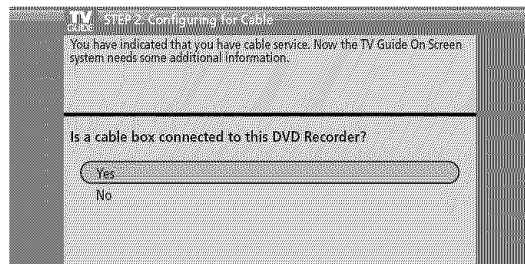 TV
GUIDE
STEP 2: Configuring for Cable
You have indicated that you have cable service. Now the TV Guide On Screen
system needs some additional information.
Is a cable box connected to this DVD Recorder?
Yes
No